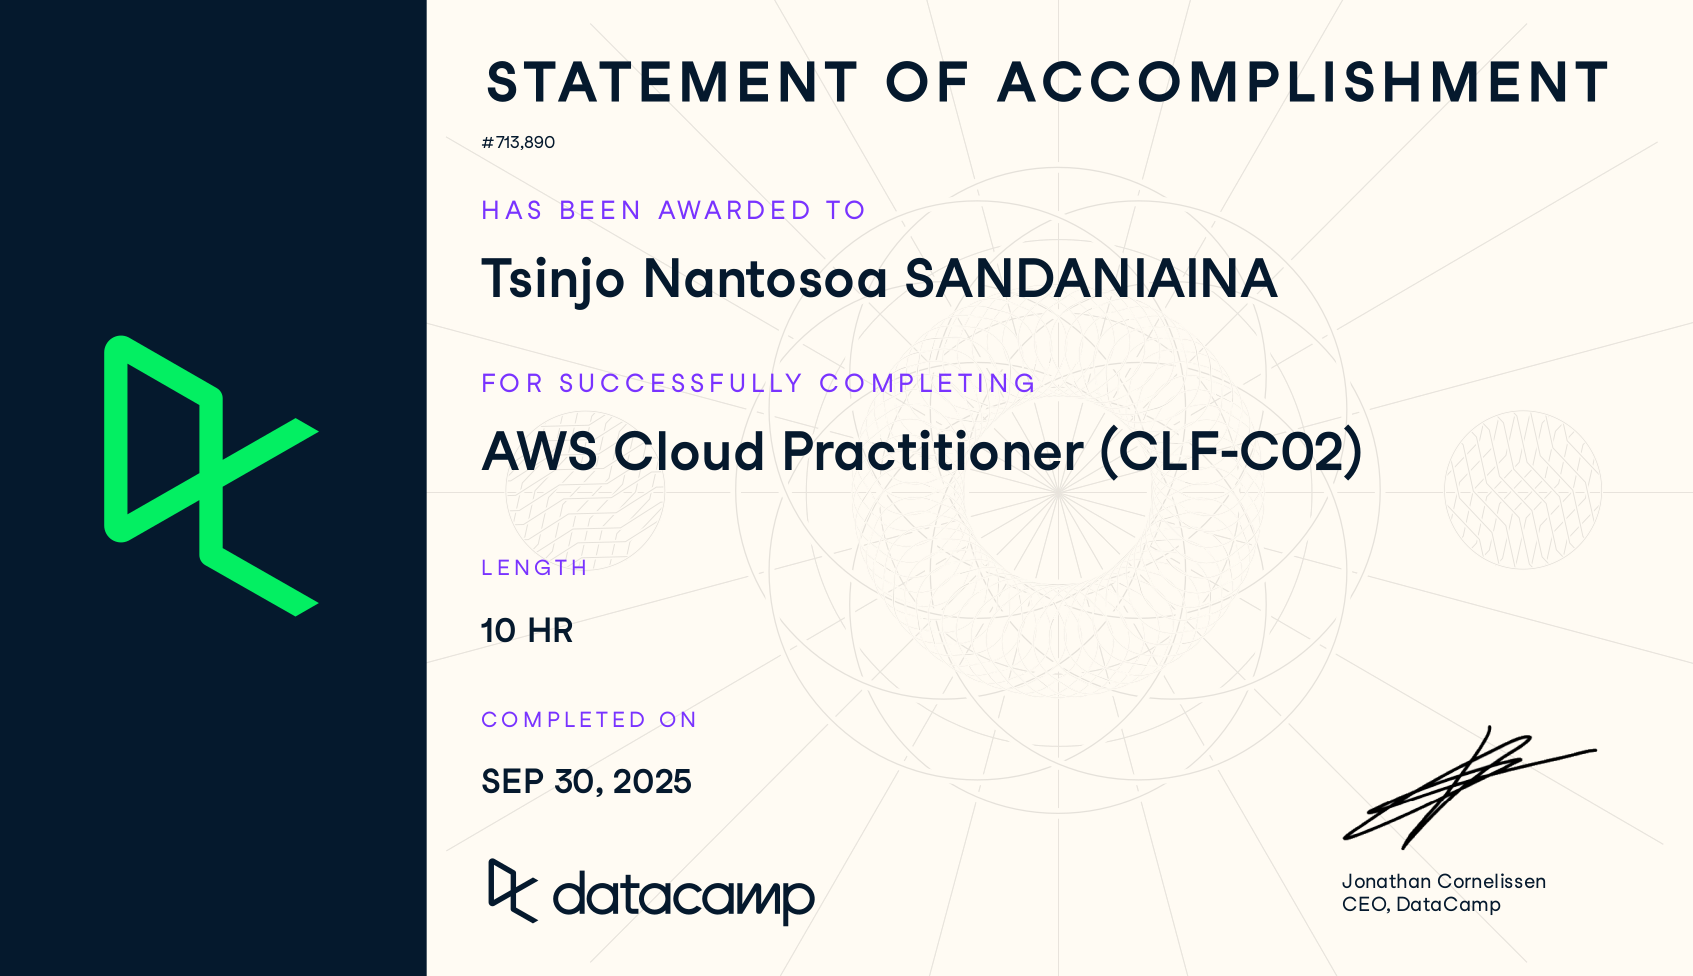 STATEMENT OF ACCOMPLISHMENT
#713,890
HAS BEEN AWARDED TO
Tsinjo Nantosoa SANDANIAINA
FOR SUCCESSFULLY COMPLETING
AWS Cloud Practitioner (CLF-C02)
LENGTH
10 HR
COMPLETED ON
SEP 30, 2025
datacamp
Jonathan Cornelissen
CEO, DataCamp